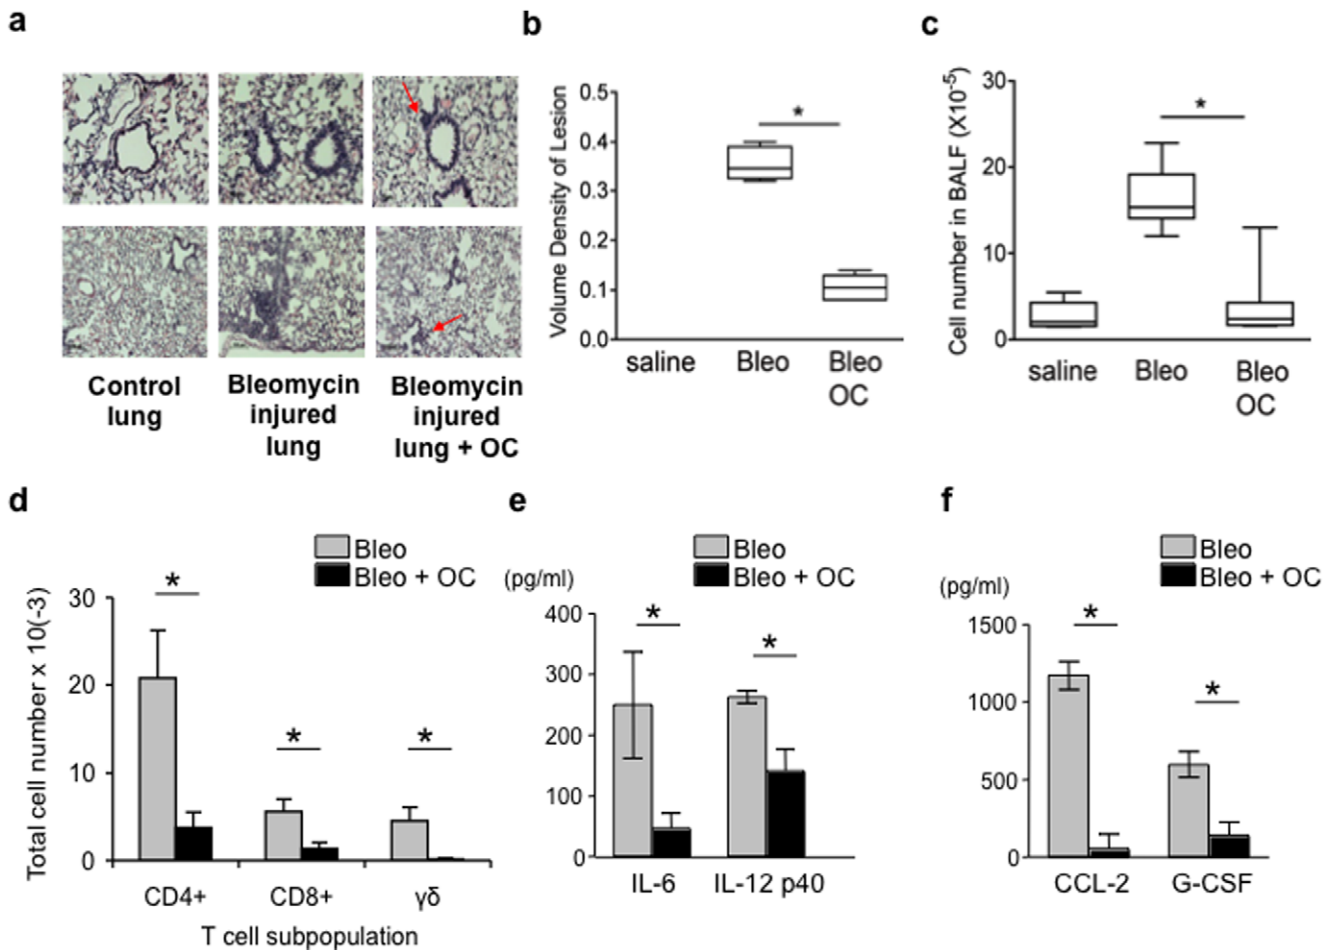 a
Control
lung
Bleomycin
injured
lung
Bleomycin
injured
lung + OC
b
Volume Density of Lesion
0.5
0.4
0.3
0.2
0.1
0.0
*
saline
Bleo
Bleo
OC
c
Cell number in BALF (X10-5)
30
20
10
0
*
saline
Bleo
Bleo
OC
d
Bleo
Bleo + OC
Total cell number x 10(-3)
30
20
10
0
*
*
*
CD4+
CD8+
γδ
T cell subpopulation
e
Bleo
Bleo + OC
(pg/ml)
400
300
200
100
0
*
*
IL-6
IL-12 p40
f
Bleo
Bleo + OC
(pg/ml)
1500
1000
500
0
*
*
CCL-2
G-CSF